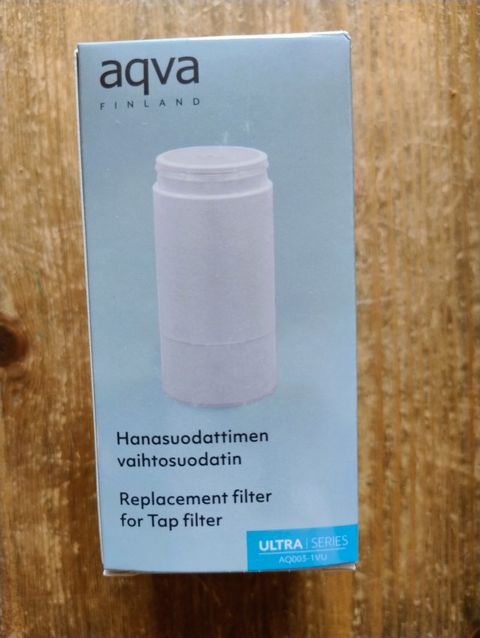 aqva
FINLAND
Hanasuodattimen
vaihtosuodatin
Replacement filter
for Tap filter
ULTRA | SERIES
AQ003-1VU